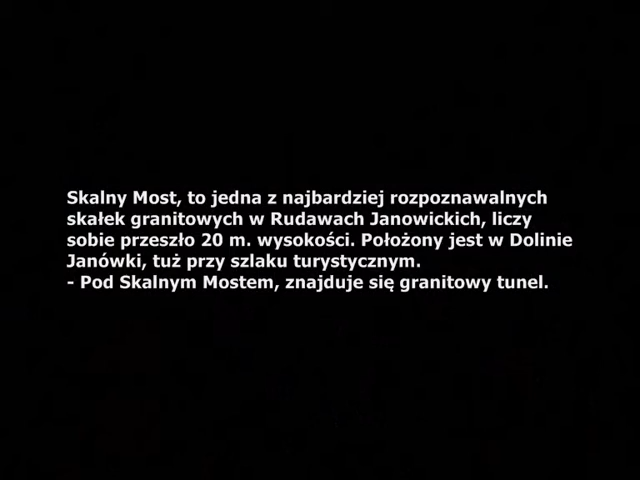 Skalny Most, to jedna z najbardziej rozpoznawalnych
skałek granitowych w Rudawach Janowickich, liczy
sobie przeszło 20 m. wysokości. Położony jest w Dolinie
Janówki, tuż przy szlaku turystycznym.
- Pod Skalnym Mostem, znajduje się granitowy tunel.